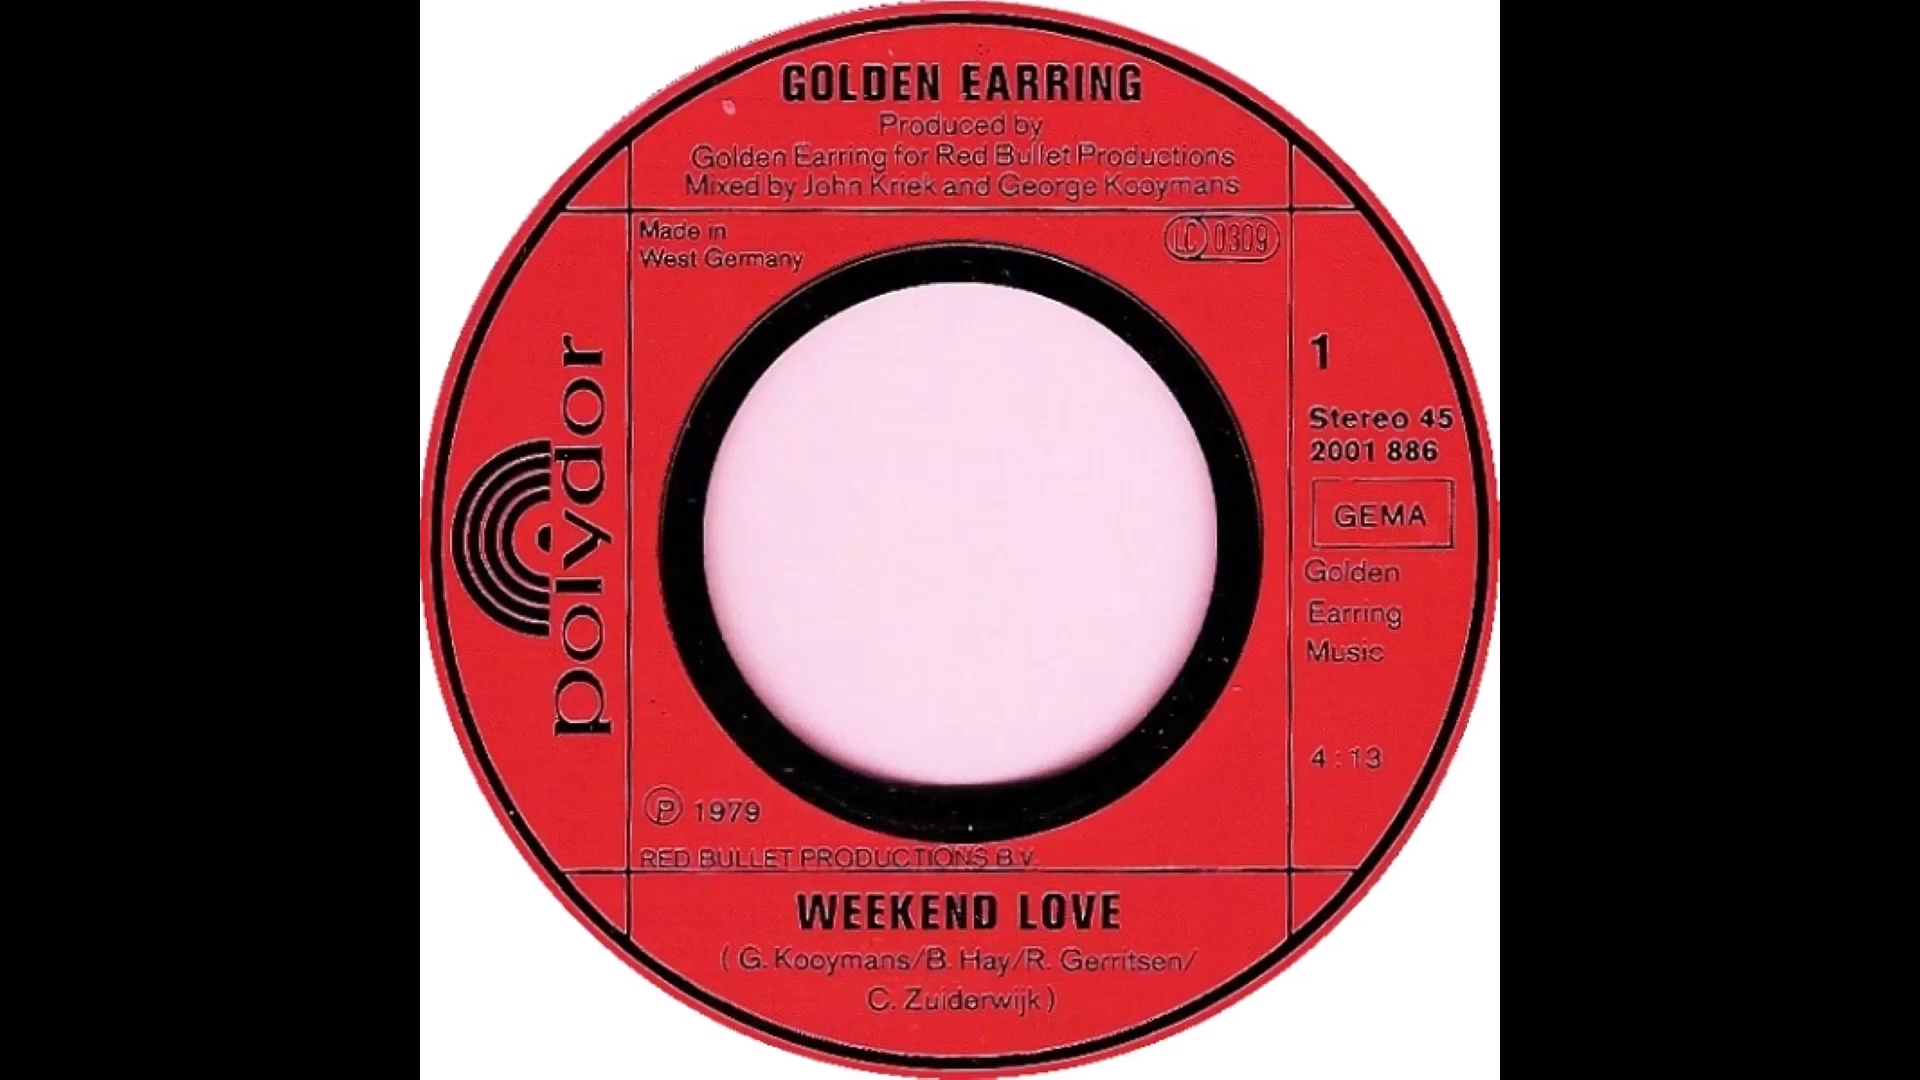 GOLDEN EARRING
Produced by
Golden Earring for Red Bullet Productions
Mixed by John Kriek and George Kooymans
Made in
West Germany
LC 0309
polydor
1
Stereo 45
2001 886
GEMA
Golden
Earring
Music
4:13
Ⓟ 1979
RED BULLET PRODUCTIONS B.V.
WEEKEND LOVE
( G. Kooymans/B. Hay/R. Gerritsen/
C. Zuiderwijk )